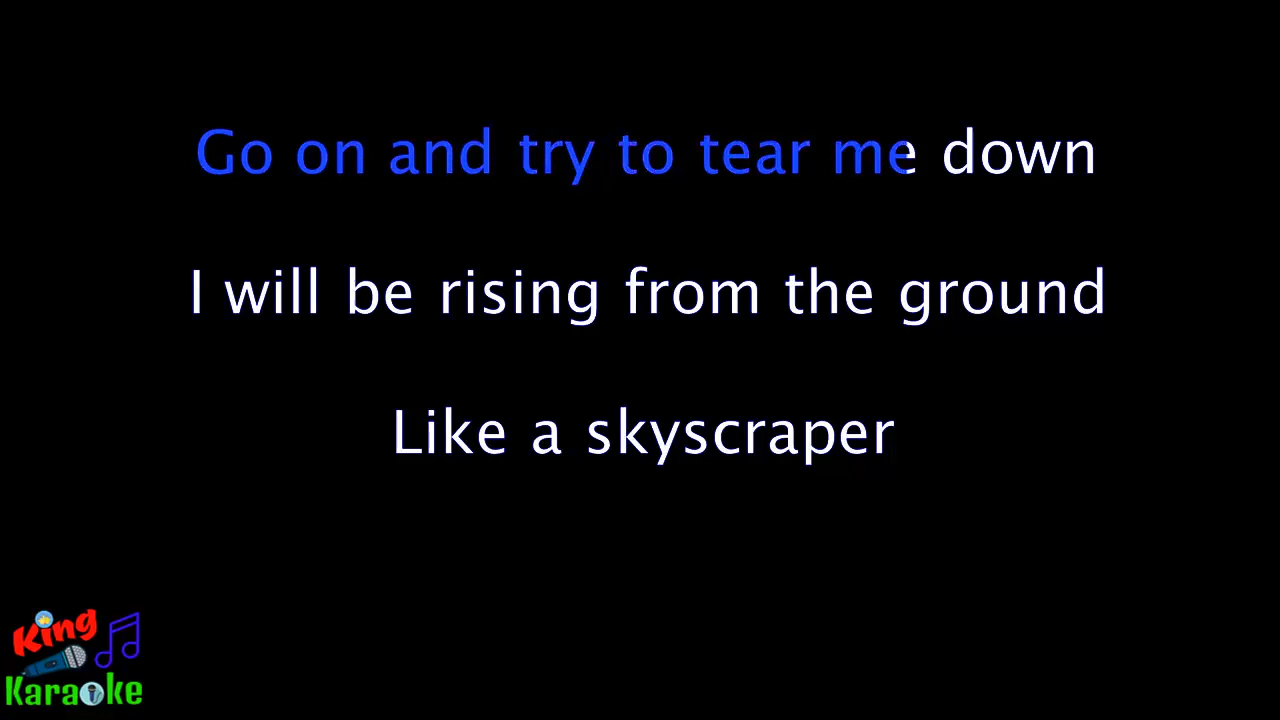 Go on and try to tear me down
I will be rising from the ground
Like a skyscraper
King
Karaoke